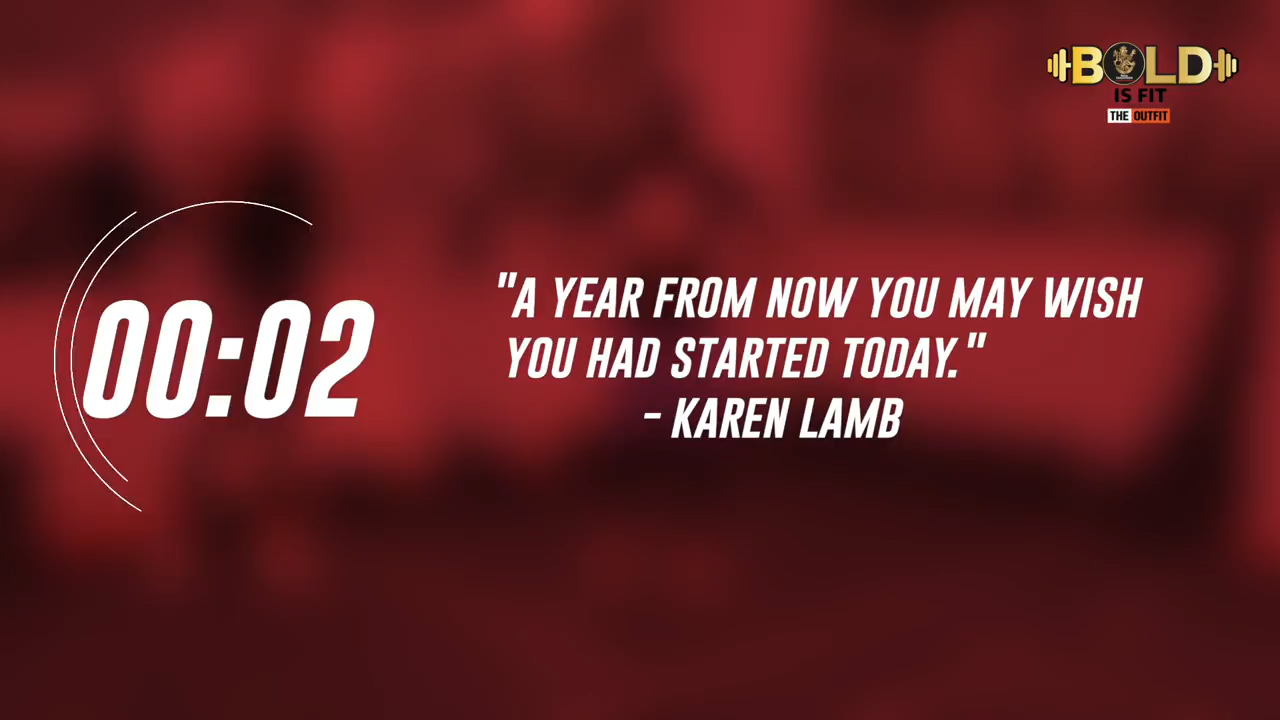 BOLD
IS FIT
THE OUTFIT
00:02
"A YEAR FROM NOW YOU MAY WISH
YOU HAD STARTED TODAY."
- KAREN LAMB